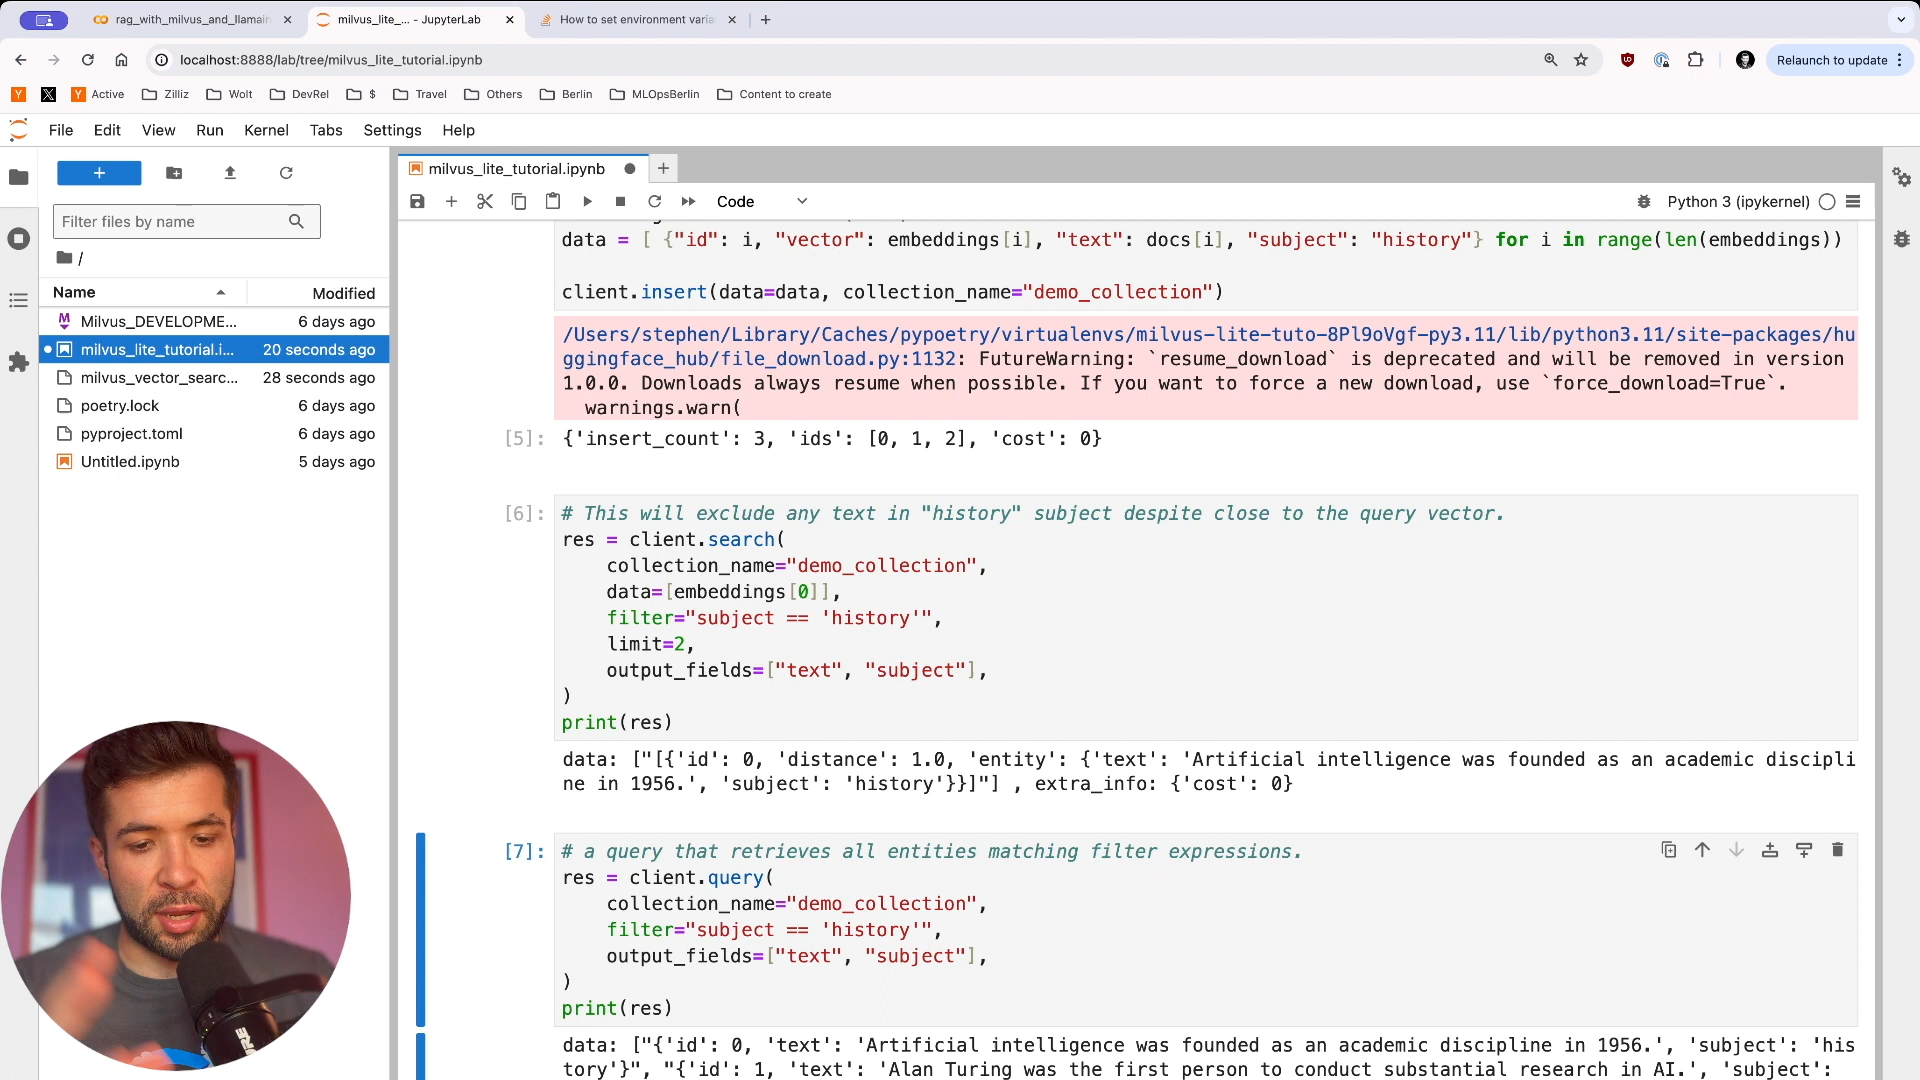 rag_with_milvus_and_llamain
milvus_lite_... - JupyterLab
How to set environment varia
localhost:8888/lab/tree/milvus_lite_tutorial.ipynb
Relaunch to update
Active
Zilliz
Wolt
DevRel
$
Travel
Others
Berlin
MLOpsBerlin
Content to create
File
Edit
View
Run
Kernel
Tabs
Settings
Help
milvus_lite_tutorial.ipynb
Filter files by name
/
Name
Modified
Milvus_DEVELOPME...
6 days ago
milvus_lite_tutorial.i...
20 seconds ago
milvus_vector_searc...
28 seconds ago
poetry.lock
6 days ago
pyproject.toml
6 days ago
Untitled.ipynb
5 days ago
Code
Python 3 (ipykernel)
data = [ {"id": i, "vector": embeddings[i], "text": docs[i], "subject": "history"} for i in range(len(embeddings))
client.insert(data=data, collection_name="demo_collection")
/Users/stephen/Library/Caches/pypoetry/virtualenvs/milvus-lite-tuto-8Pl9oVgf-py3.11/lib/python3.11/site-packages/hu
ggingface_hub/file_download.py:1132: FutureWarning: `resume_download` is deprecated and will be removed in version
1.0.0. Downloads always resume when possible. If you want to force a new download, use `force_download=True`.
warnings.warn(
[5]: {'insert_count': 3, 'ids': [0, 1, 2], 'cost': 0}
[6]: # This will exclude any text in "history" subject despite close to the query vector.
res = client.search(
collection_name="demo_collection",
data=[embeddings[0]],
filter="subject == 'history'",
limit=2,
output_fields=["text", "subject"],
)
print(res)
data: ["[{'id': 0, 'distance': 1.0, 'entity': {'text': 'Artificial intelligence was founded as an academic discipli
ne in 1956.', 'subject': 'history'}}]"] , extra_info: {'cost': 0}
[7]: # a query that retrieves all entities matching filter expressions.
res = client.query(
collection_name="demo_collection",
filter="subject == 'history'",
output_fields=["text", "subject"],
)
print(res)
data: ["{'id': 0, 'text': 'Artificial intelligence was founded as an academic discipline in 1956.', 'subject': 'his
tory'}", "{'id': 1, 'text': 'Alan Turing was the first person to conduct substantial research in AI.', 'subject':